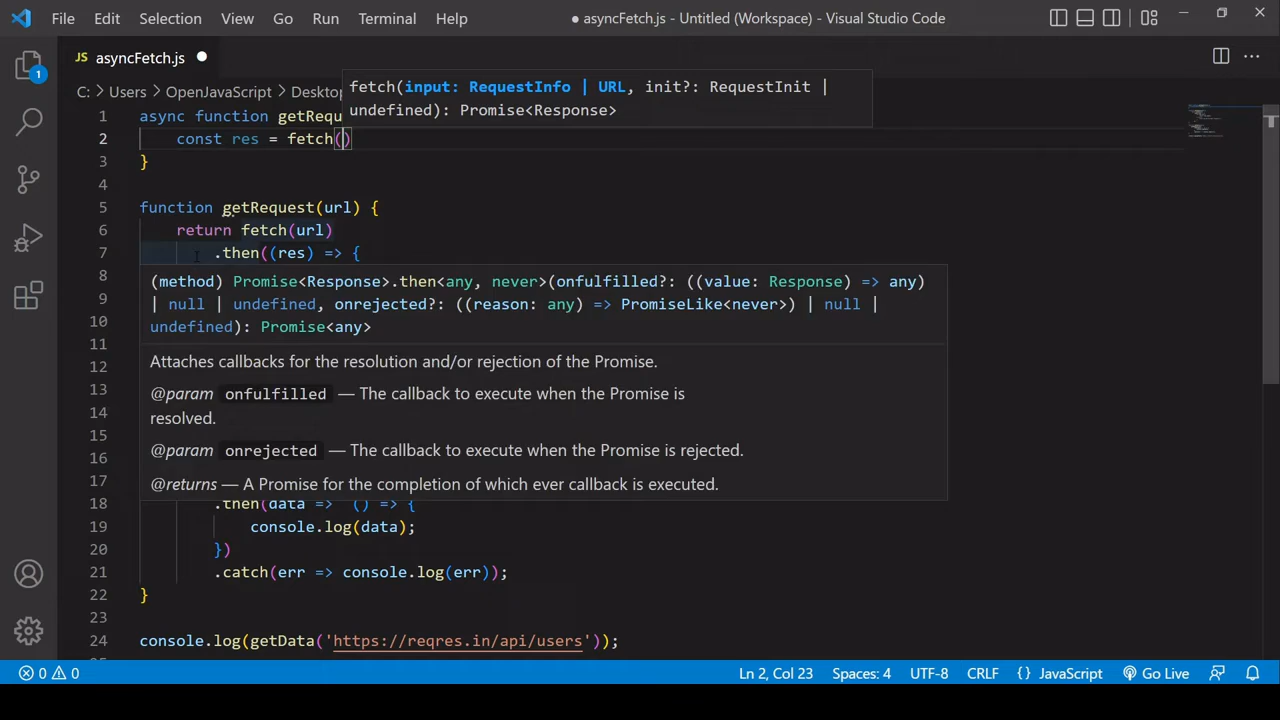 File Edit Selection View Go Run Terminal Help
● asyncFetch.js - Untitled (Workspace) - Visual Studio Code
JS asyncFetch.js
1
C: Users OpenJavaScript Desktop
fetch(input: RequestInfo | URL, init?: RequestInit |
undefined): Promise<Response>
1 async function getRequ
2 const res = fetch()
3 }
4
5 function getRequest(url) {
6 return fetch(url)
7 .then((res) => {
8
9
10
11
12
13
14
15
16
17
(method) Promise<Response>.then<any, never>(onfulfilled?: ((value: Response) => any)
| null | undefined, onrejected?: ((reason: any) => PromiseLike<never>) | null |
undefined): Promise<any>
Attaches callbacks for the resolution and/or rejection of the Promise.
@param onfulfilled — The callback to execute when the Promise is
resolved.
@param onrejected — The callback to execute when the Promise is rejected.
@returns — A Promise for the completion of which ever callback is executed.
18 .then(data => () => {
19 console.log(data);
20 })
21 .catch(err => console.log(err));
22 }
23
24 console.log(getData('https://reqres.in/api/users'));
0 0 Ln 2, Col 23 Spaces: 4 UTF-8 CRLF {} JavaScript Go Live